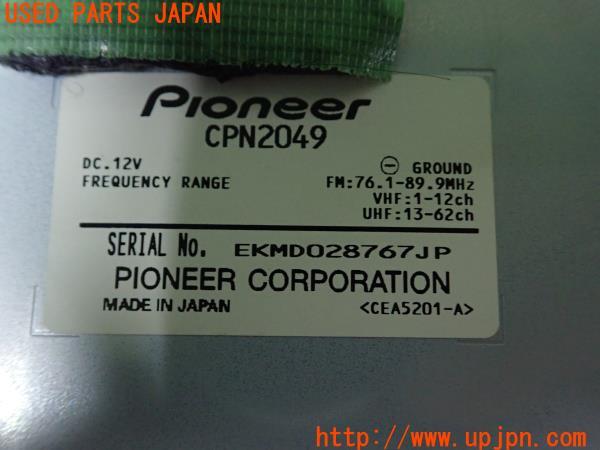 USED PARTS JAPAN
Pioneer
CPN2049
DC.12V
⊖ GROUND
FREQUENCY RANGE
FM:76.1-89.9MHz
VHF:1-12ch
UHF:13-62ch
SERIAL No. EKMD028767JP
PIONEER CORPORATION
MADE IN JAPAN
<CEA5201-A>
http://www.upjpn.com/